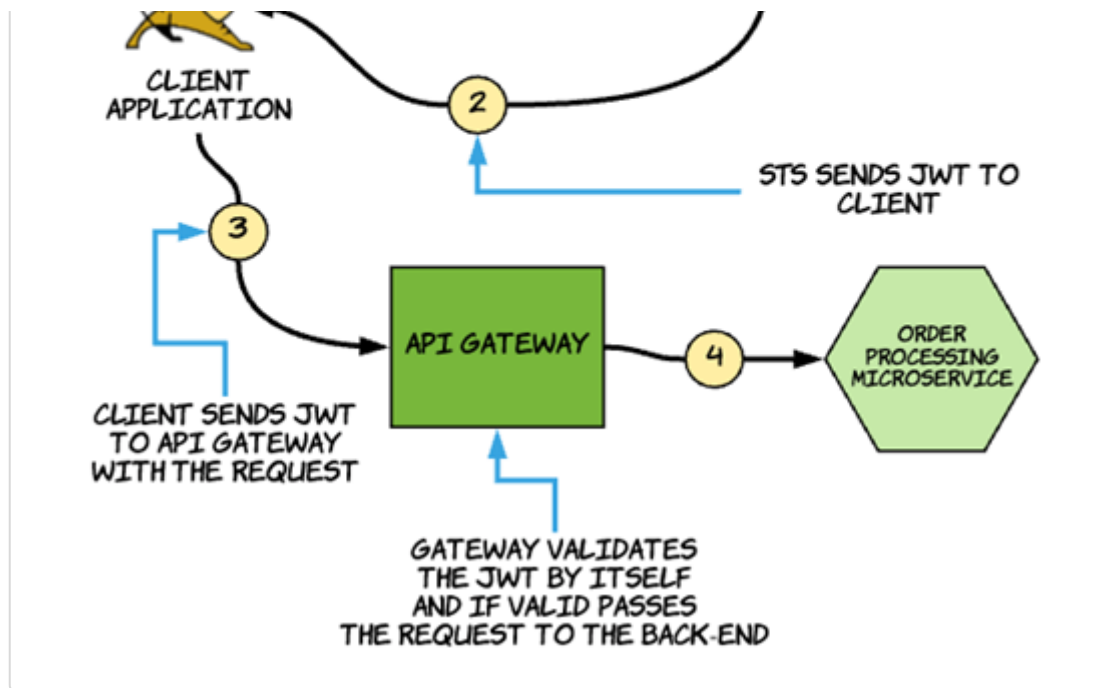 CLIENT
APPLICATION
2
STS SENDS JWT TO
CLIENT
3
API GATEWAY
4
ORDER
PROCESSING
MICROSERVICE
CLIENT SENDS JWT
TO API GATEWAY
WITH THE REQUEST
GATEWAY VALIDATES
THE JWT BY ITSELF
AND IF VALID PASSES
THE REQUEST TO THE BACK-END